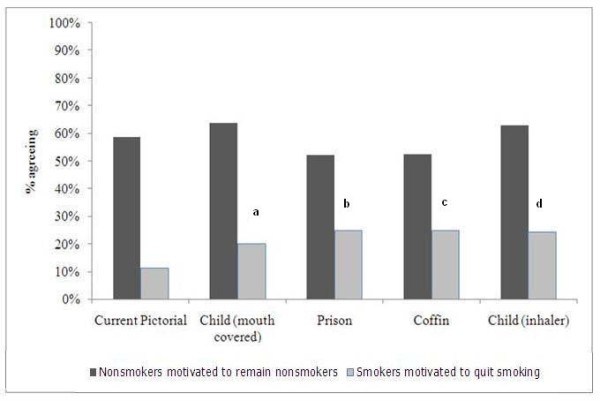 100%
90%
80%
70%
60%
50%
40%
30%
20%
10%
0%
% agreeing
a
b
c
d
Current Pictorial
Child (mouth
covered)
Prison
Coffin
Child (inhaler)
Nonsmokers motivated to remain nonsmokers
Smokers motivated to quit smoking